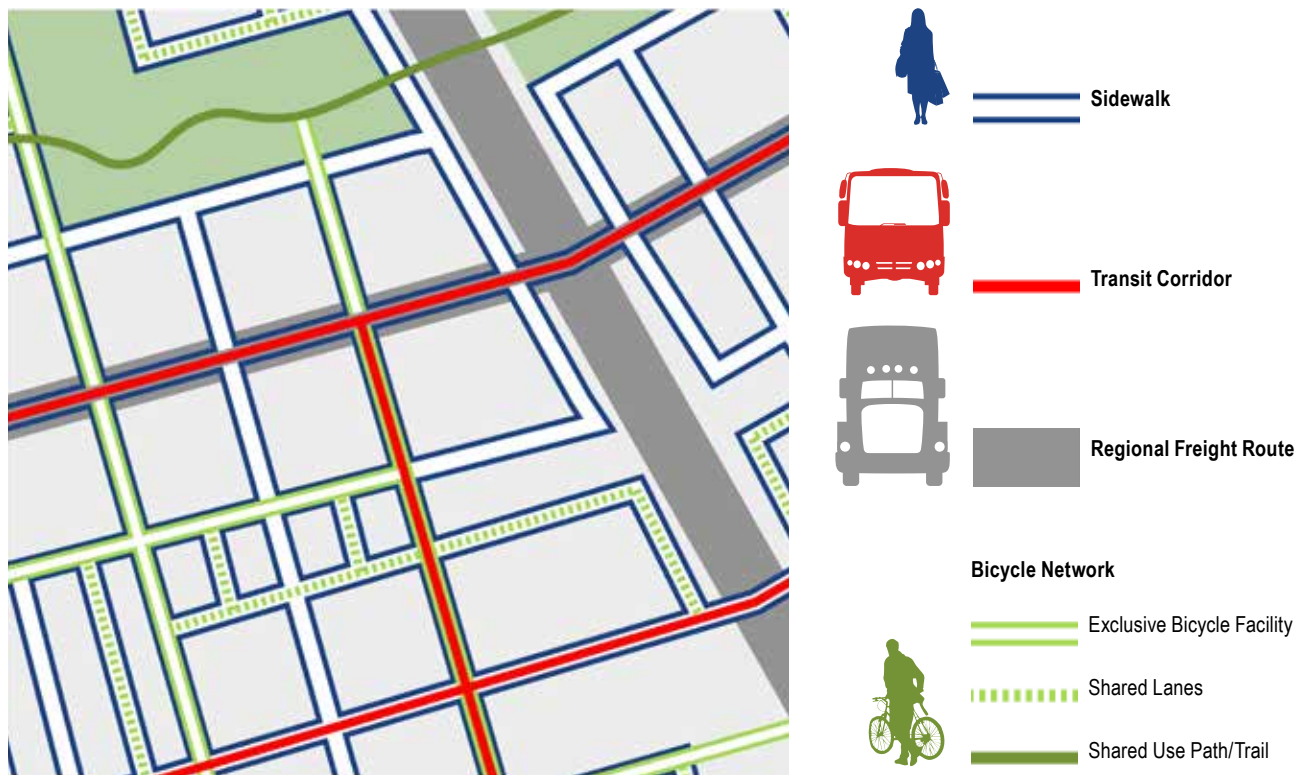 Sidewalk
Transit Corridor
Regional Freight Route
Bicycle Network
Exclusive Bicycle Facility
Shared Lanes
Shared Use Path/Trail